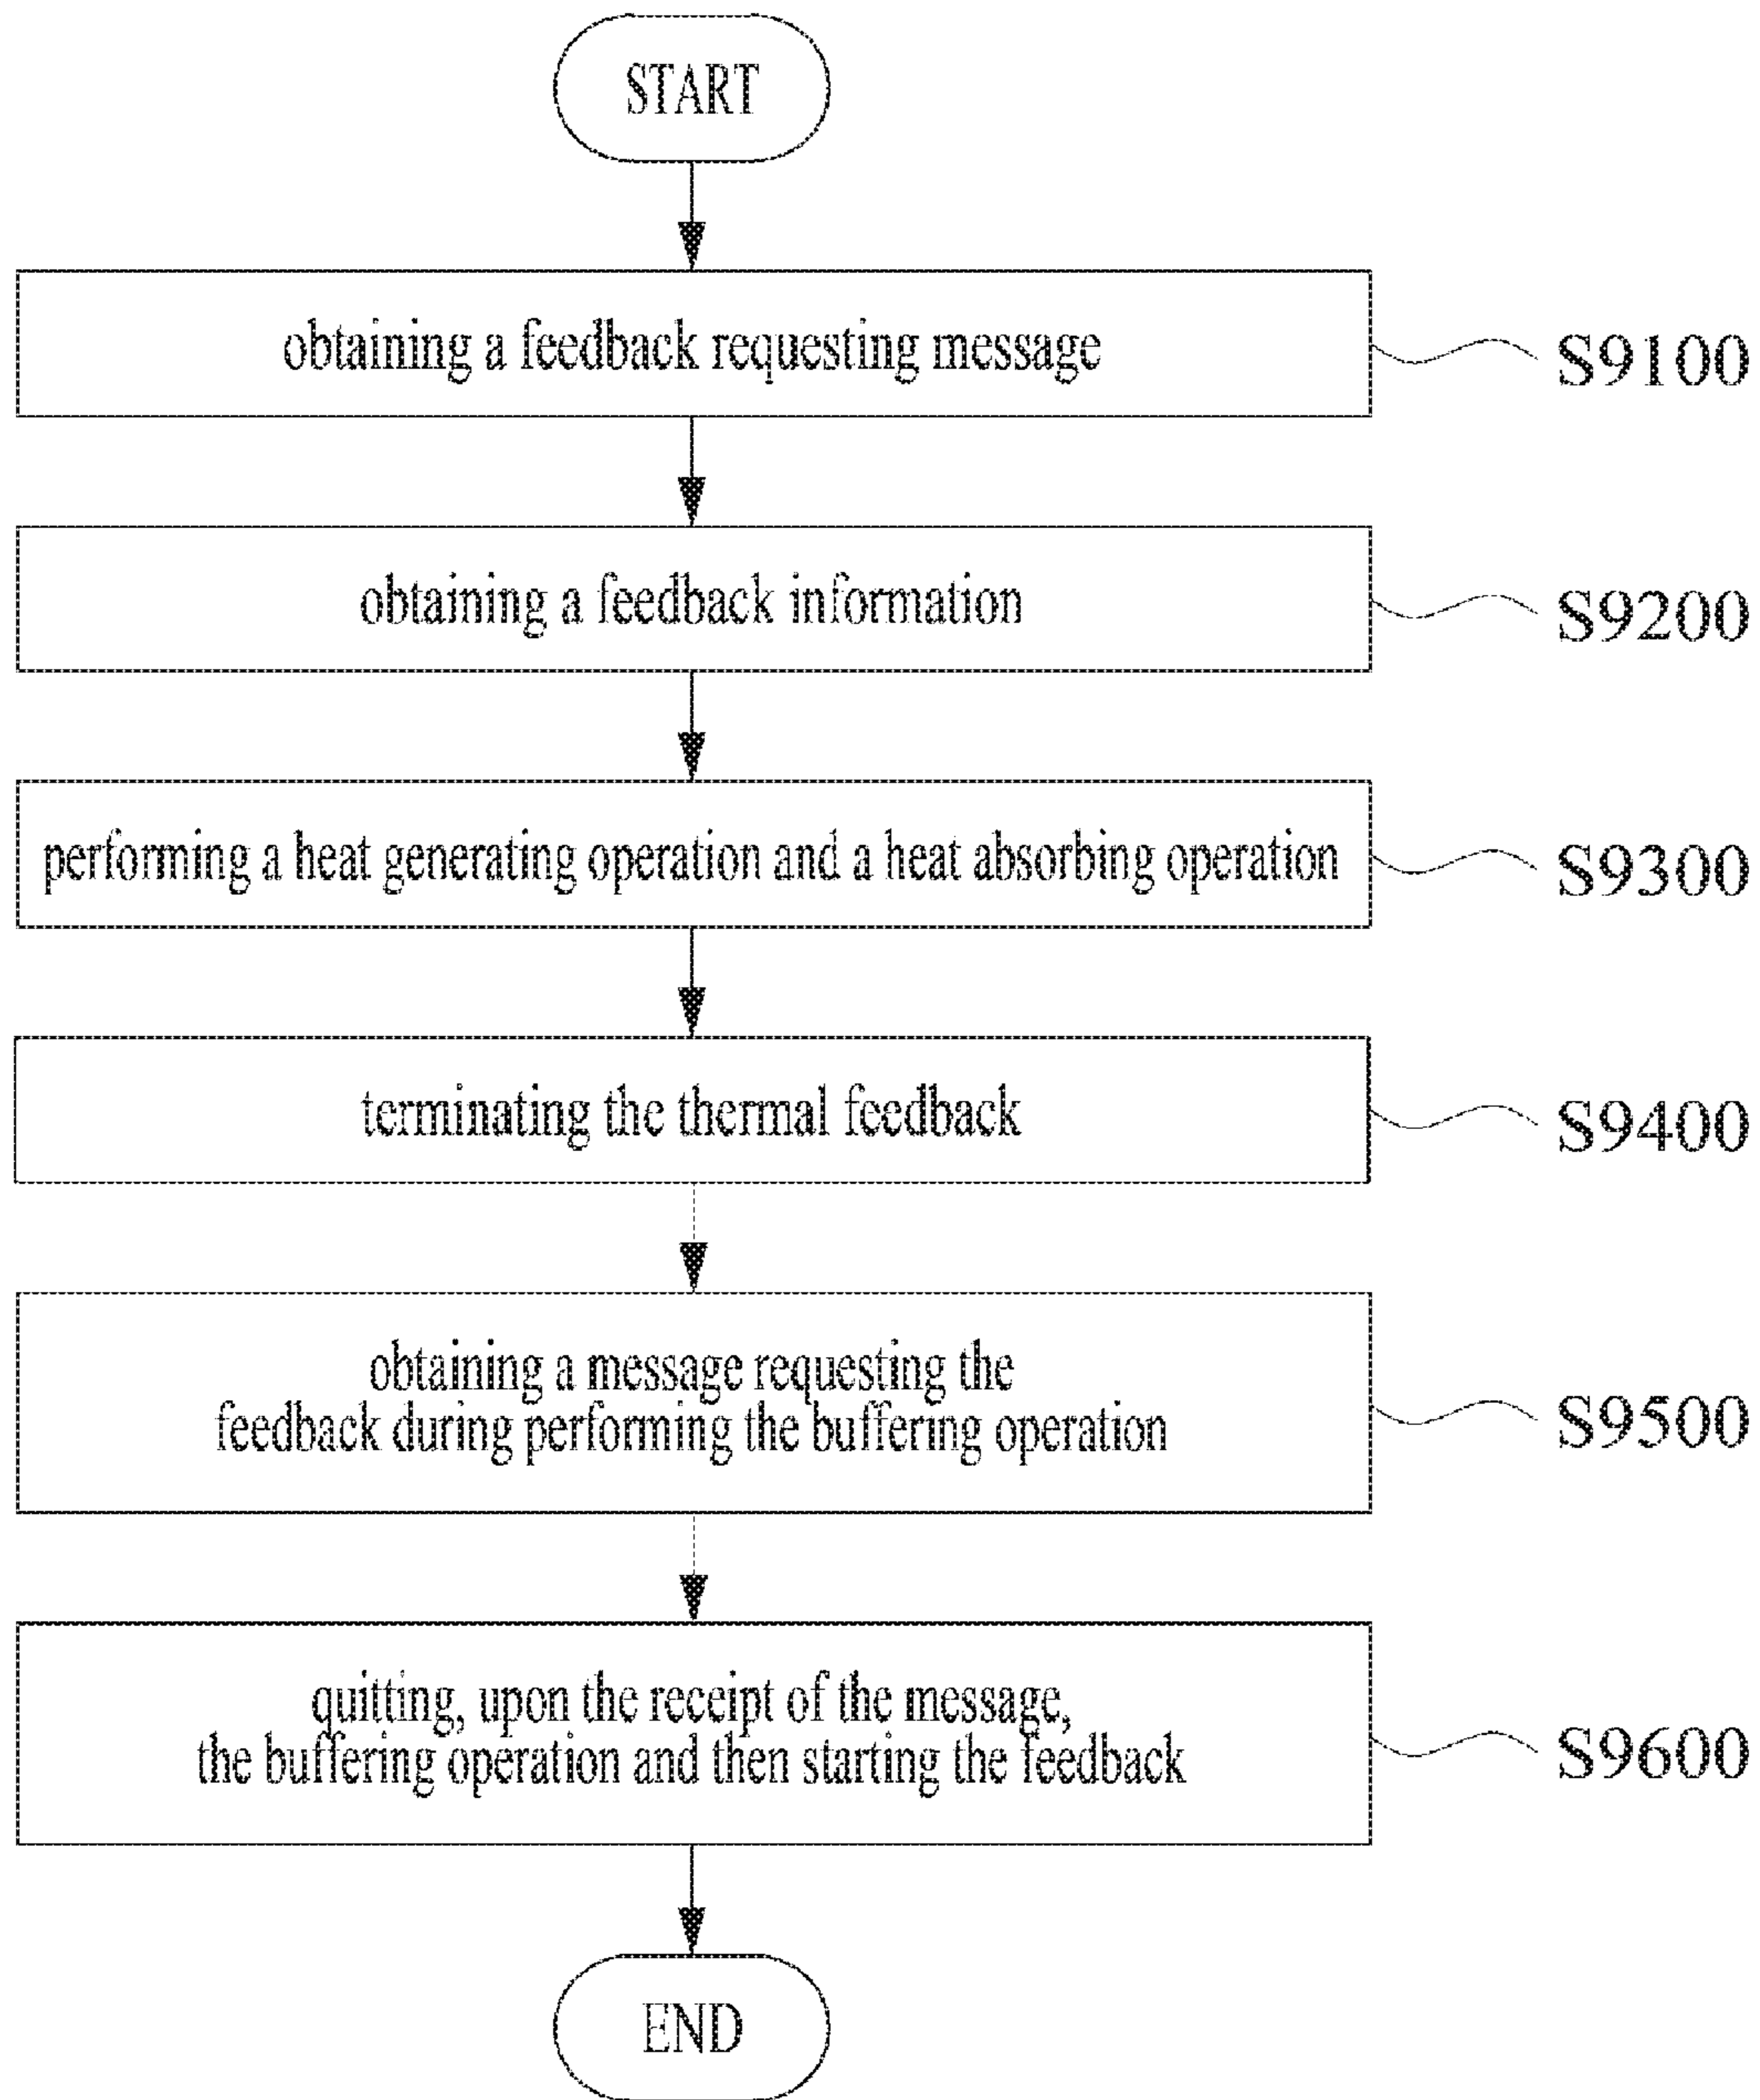 START
obtaining a feedback requesting message
S9100
obtaining a feedback information
S9200
performing a heat generating operation and a heat absorbing operation
S9300
terminating the thermal feedback
S9400
obtaining a message requesting the
feedback during performing the buffering operation
S9500
quitting, upon the receipt of the message,
the buffering operation and then starting the feedback
S9600
END